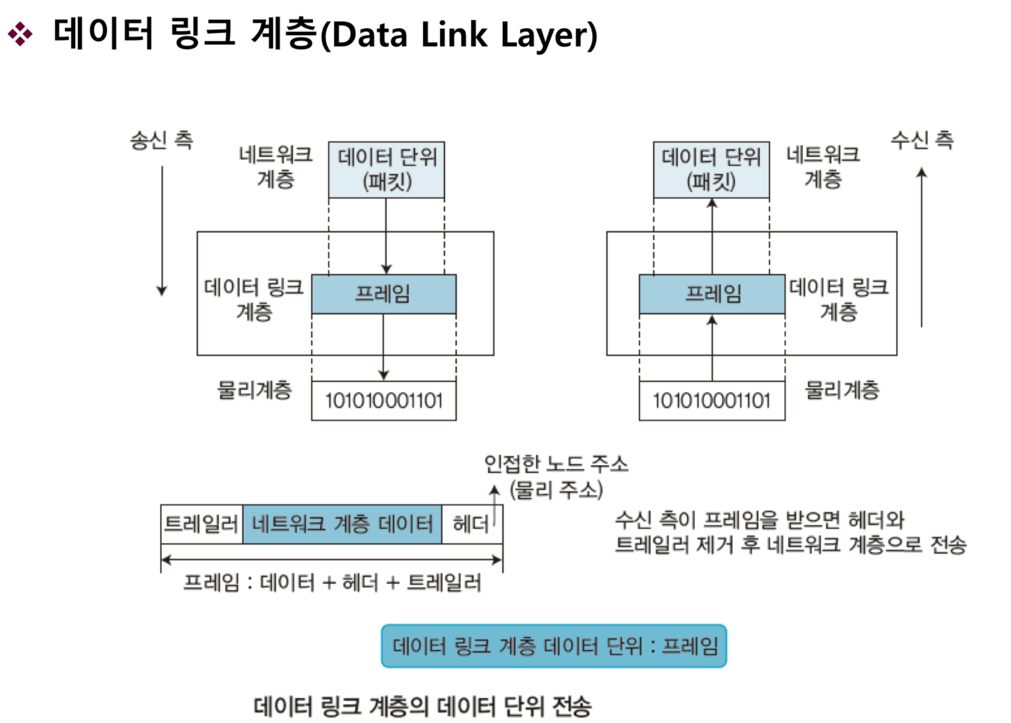 ❖ 데이터 링크 계층(Data Link Layer)
송신 측
네트워크
계층
데이터 단위
(패킷)
데이터 링크
계층
프레임
물리계층
101010001101
데이터 단위
(패킷)
네트워크
계층
수신 측
프레임
데이터 링크
계층
101010001101
물리계층
인접한 노드 주소
(물리 주소)
트레일러
네트워크 계층 데이터
헤더
프레임 : 데이터 + 헤더 + 트레일러
수신 측이 프레임을 받으면 헤더와
트레일러 제거 후 네트워크 계층으로 전송
데이터 링크 계층 데이터 단위 : 프레임
데이터 링크 계층의 데이터 단위 전송